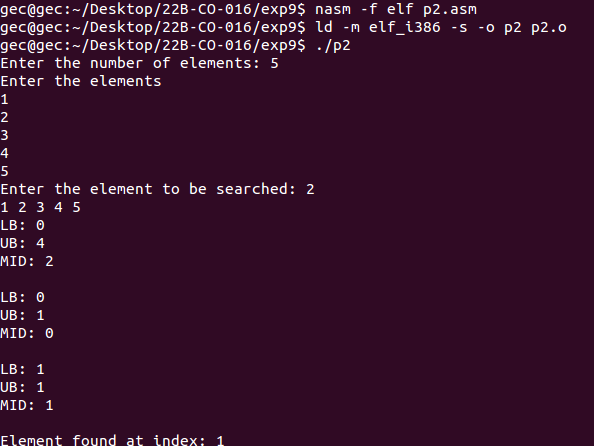 gec@gec:~/Desktop/22B-CO-016/exp9$ nasm -f elf p2.asm
gec@gec:~/Desktop/22B-CO-016/exp9$ ld -m elf_i386 -s -o p2 p2.o
gec@gec:~/Desktop/22B-CO-016/exp9$ ./p2
Enter the number of elements: 5
Enter the elements
1
2
3
4
5
Enter the element to be searched: 2
1 2 3 4 5
LB: 0
UB: 4
MID: 2

LB: 0
UB: 1
MID: 0

LB: 1
UB: 1
MID: 1

Element found at index: 1